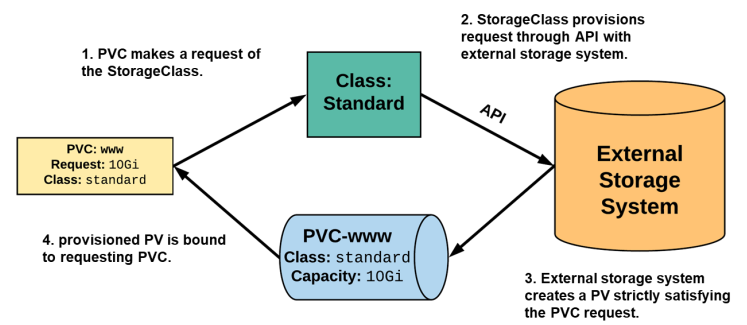 1. PVC makes a request of
the StorageClass.
2. StorageClass provisions
request through API with
external storage system.
Class:
Standard
API
PVC: www
Request: 10Gi
Class: standard
External
Storage
System
PVC-www
Class: standard
Capacity: 10Gi
4. provisioned PV is bound
to requesting PVC.
3. External storage system
creates a PV strictly satisfying
the PVC request.